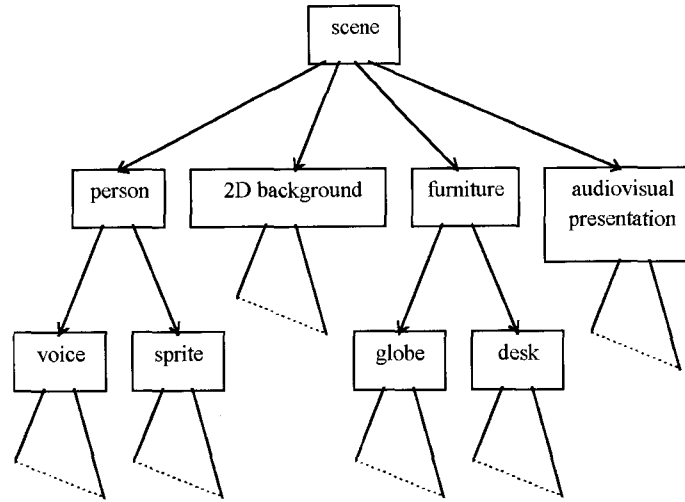 scene
person
2D background
furniture
audiovisual
presentation
voice
sprite
globe
desk